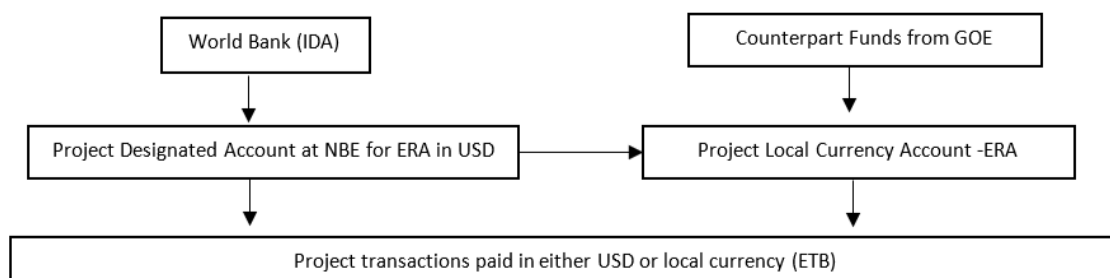 World Bank (IDA)
Counterpart Funds from GOE
Project Designated Account at NBE for ERA in USD
Project Local Currency Account -ERA
Project transactions paid in either USD or local currency (ETB)